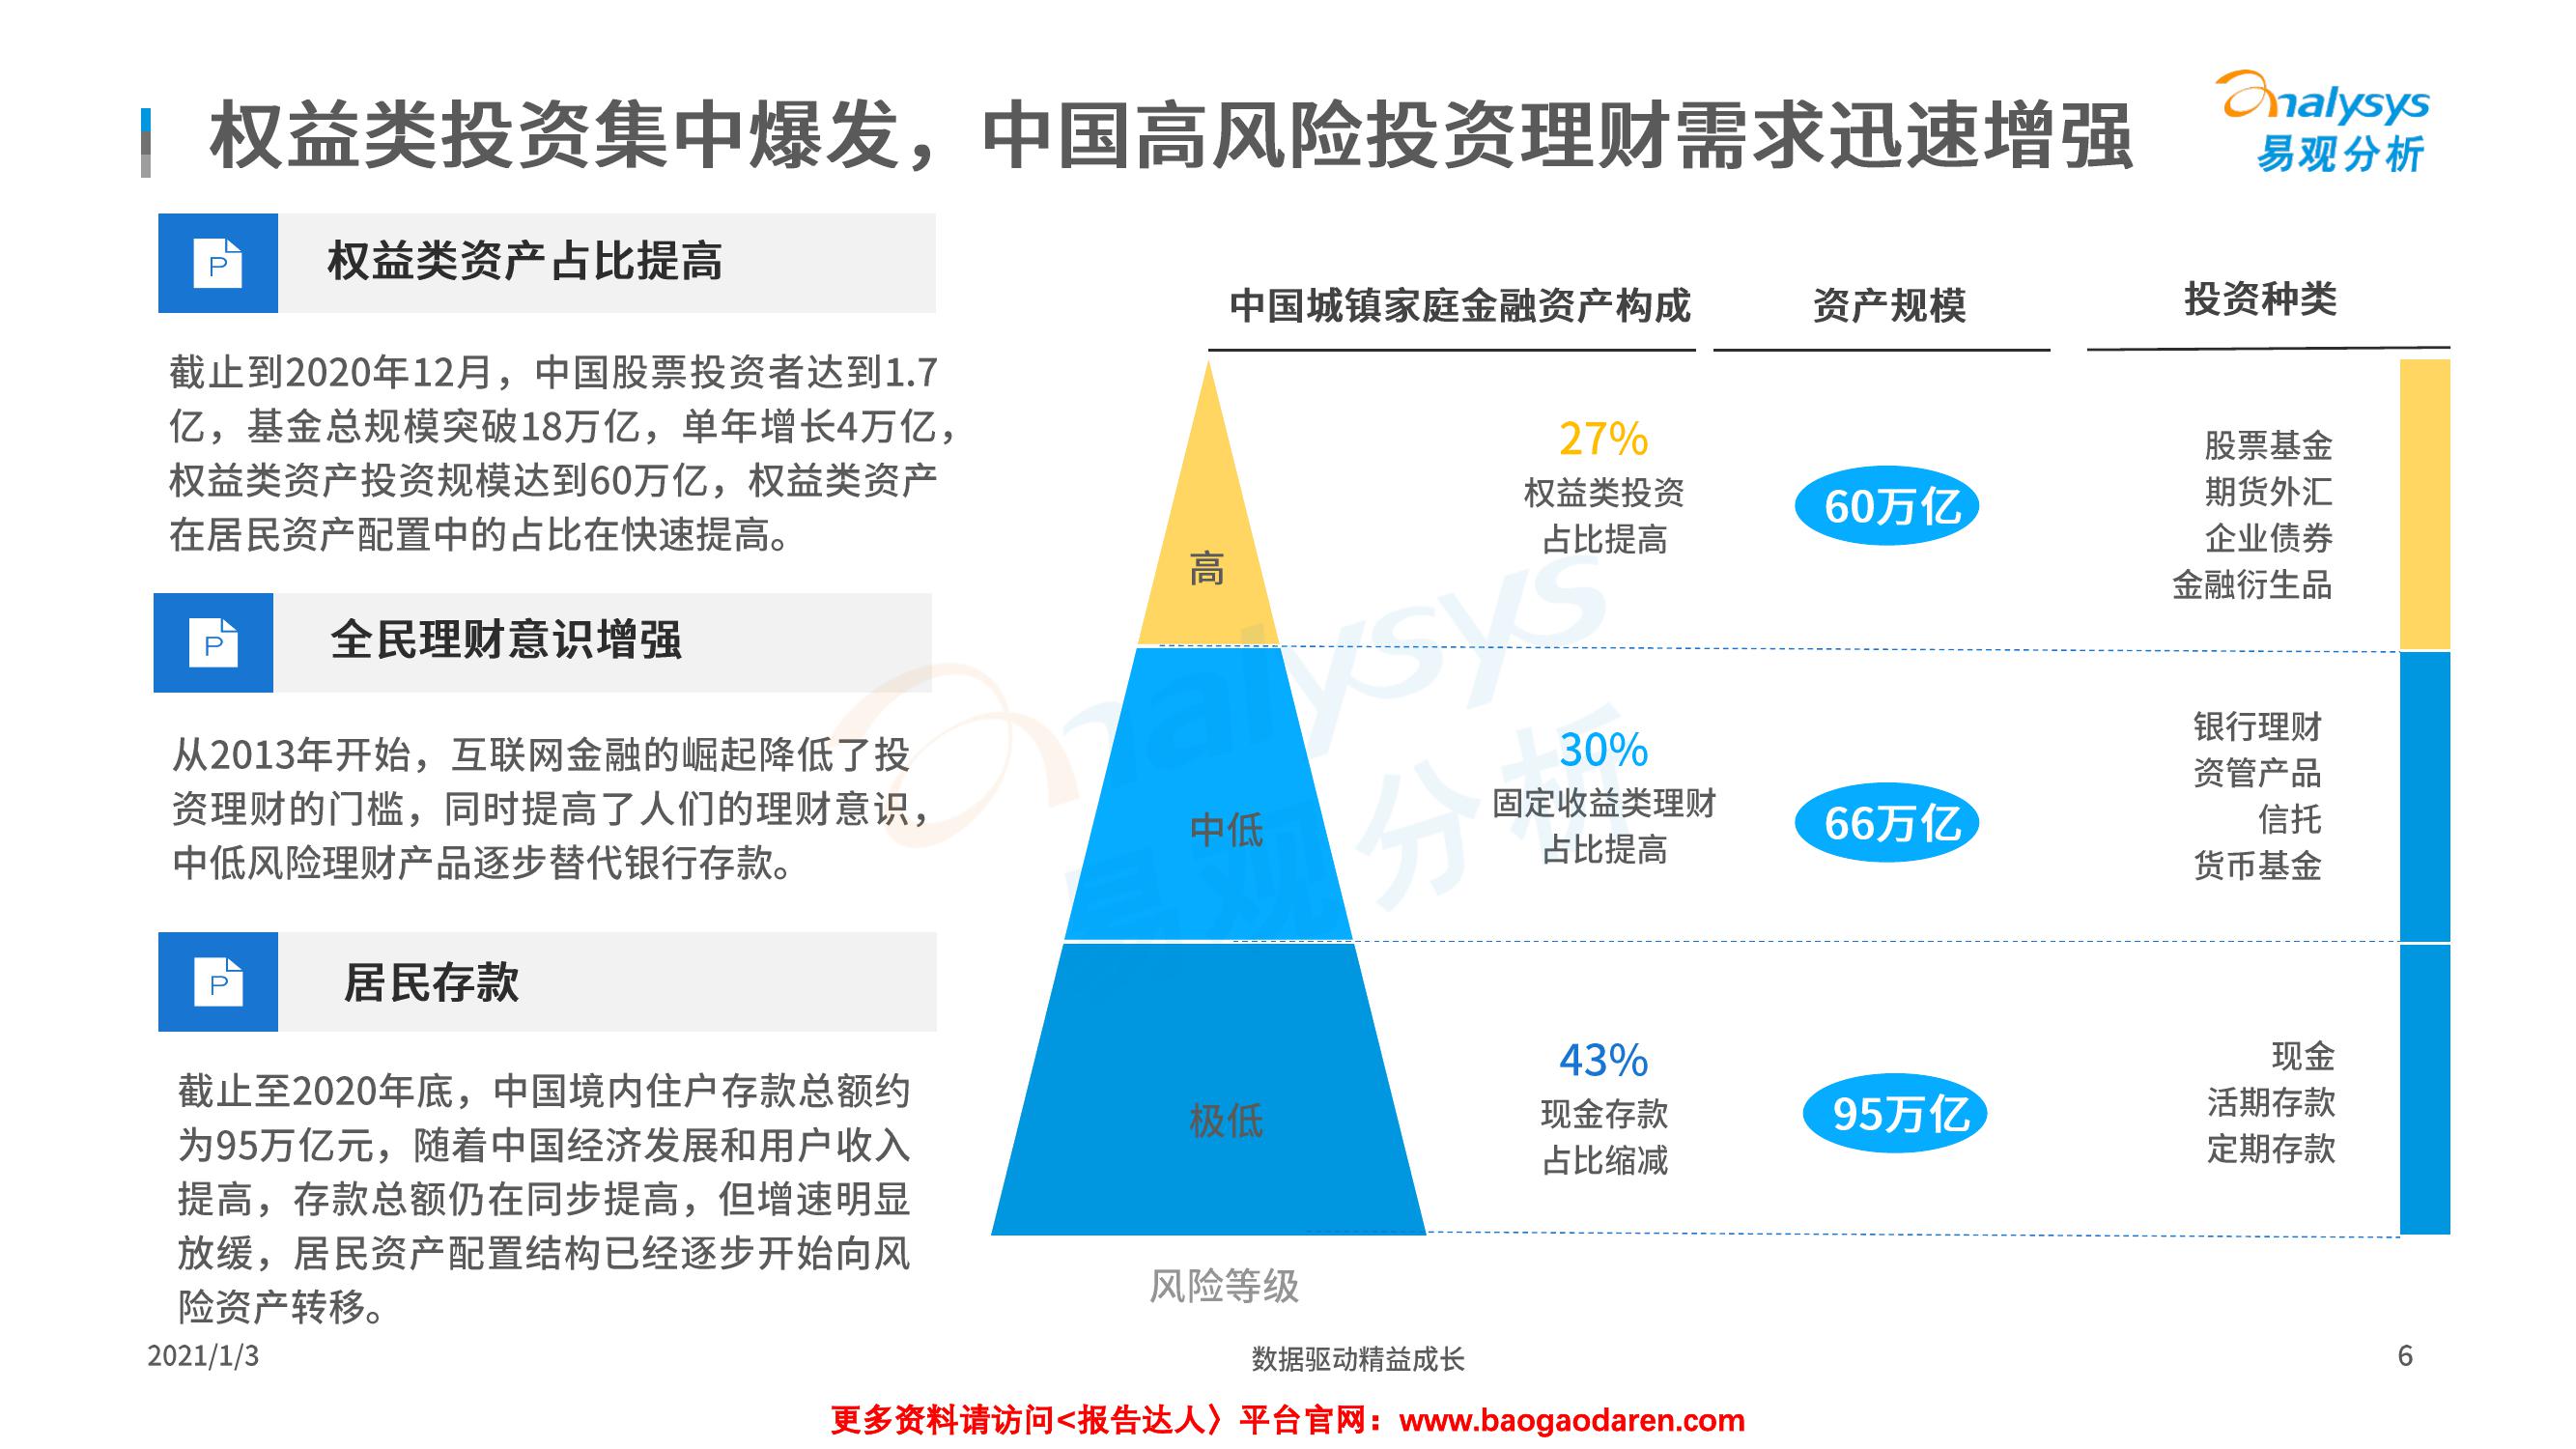 权益类投资集中爆发，中国高风险投资理财需求迅速增强
analysys
易观分析
P
权益类资产占比提高
截止到2020年12月，中国股票投资者达到1.7
亿，基金总规模突破18万亿，单年增长4万亿，
权益类资产投资规模达到60万亿，权益类资产
在居民资产配置中的占比在快速提高。
P
全民理财意识增强
从2013年开始，互联网金融的崛起降低了投
资理财的门槛，同时提高了人们的理财意识，
中低风险理财产品逐步替代银行存款。
P
居民存款
截止至2020年底，中国境内住户存款总额约
为95万亿元，随着中国经济发展和用户收入
提高，存款总额仍在同步提高，但增速明显
放缓，居民资产配置结构已经逐步开始向风
险资产转移。
中国城镇家庭金融资产构成
资产规模
投资种类
高
27%
权益类投资
占比提高
60万亿
股票基金
期货外汇
企业债券
金融衍生品
中低
30%
固定收益类理财
占比提高
66万亿
银行理财
资管产品
信托
货币基金
极低
43%
现金存款
占比缩减
95万亿
现金
活期存款
定期存款
风险等级
analysys
易观分析
2021/1/3
数据驱动精益成长
6
更多资料请访问<报告达人〉平台官网：www.baogaodaren.com